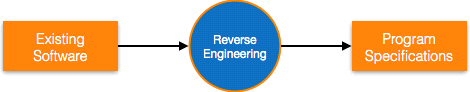 Existing
Software
Reverse
Engineering
Program
Specifications